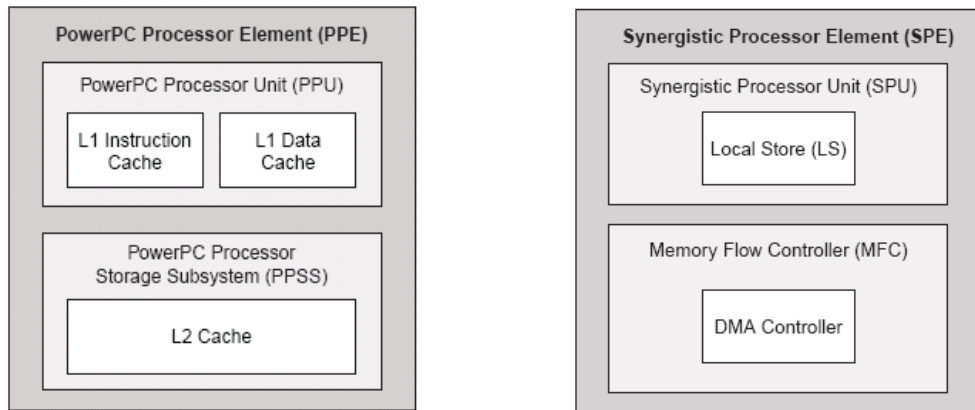 PowerPC Processor Element (PPE)
PowerPC Processor Unit (PPU)
L1 Instruction
Cache
L1 Data
Cache
PowerPC Processor
Storage Subsystem (PPSS)
L2 Cache
Synergistic Processor Element (SPE)
Synergistic Processor Unit (SPU)
Local Store (LS)
Memory Flow Controller (MFC)
DMA Controller